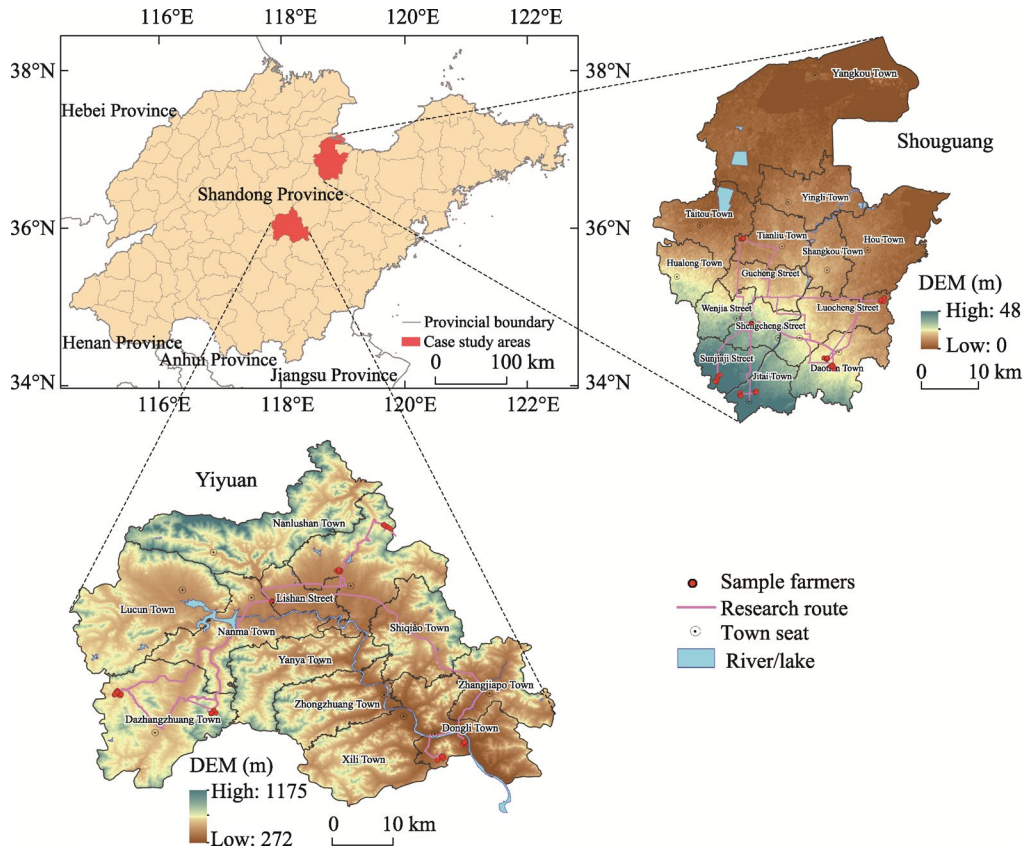 116°E 118°E 120°E 122°E
38°N
38°N
Yangkou Town
Hebei Province
Shouguang
Shandong Province
Yingli Town
Taitou Town
36°N
36°N
Tianliu Town
Hou Town
Shangkou Town
Hualong Town
Gucheng Street
DEM (m)
High: 48
Low: 0
Wenjia Street
Luocheng Street
Shengcheng Street
Provincial boundary
Case study areas
Henan Province
Anhui Province
Jiangsu Province
0 100 km
Sunjiaji Street
Jitai Town
Daotian Town
0 10 km
34°N
34°N
116°E 118°E 120°E 122°E
Yiyuan
Nanlushan Town
Lucun Town
Lishan Street
Nanma Town
Shiqiao Town
Yanya Town
Zhangjiapo Town
Zhongzhuang Town
Dazhangzhuang Town
Dongli Town
Xili Town
DEM (m)
High: 1175
Low: 272
0 10 km
Sample farmers
Research route
Town seat
River/lake